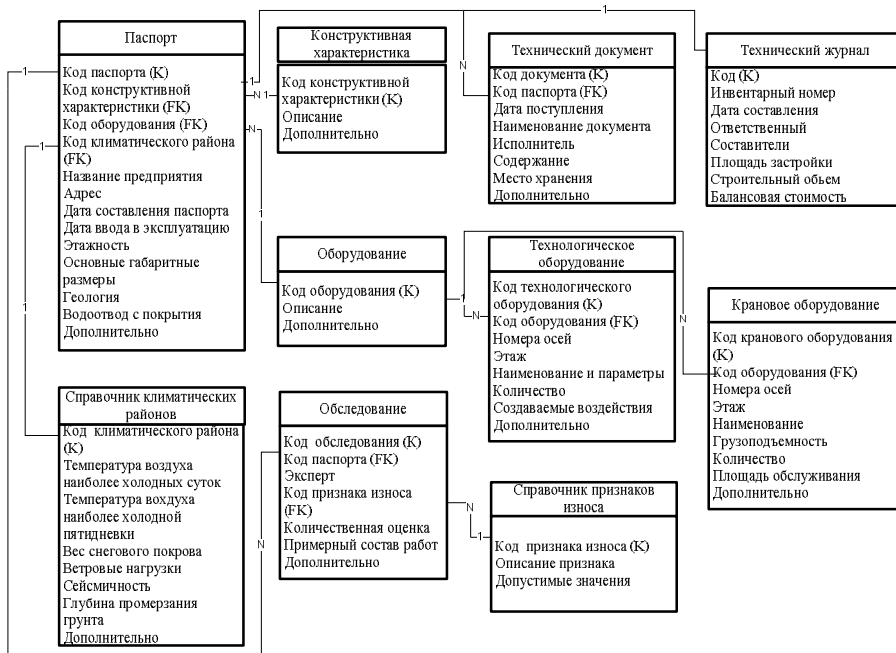 Паспорт
Код паспорта (K)
Код конструктивной
характеристики (FK)
Код оборудования (FK)
Код климатического района
(FK)
Название предприятия
Адрес
Дата составления паспорта
Дата ввода в эксплуатацию
Этажность
Основные габаритные
размеры
Геология
Водоотвод с покрытия
Дополнительно
Конструктивная
характеристика
Код конструктивной
характеристики (K)
Описание
Дополнительно
Технический документ
Код документа (K)
Код паспорта (FK)
Дата поступления
Наименование документа
Исполнитель
Содержание
Место хранения
Дополнительно
Технический журнал
Код (K)
Инвентарный номер
Дата составления
Ответственный
Составители
Площадь застройки
Строительный обьем
Балансовая стоимость
Оборудование
Код оборудования (K)
Описание
Дополнительно
Технологическое
оборудование
Код технологического
оборудования (K)
Код оборудования (FK)
Номера осей
Этаж
Наименование и параметры
Количество
Создаваемые воздействия
Дополнительно
Крановое оборудование
Код кранового оборудования
(K)
Код оборудования (FK)
Номера осей
Этаж
Наименование
Грузоподъемность
Количество
Площадь обслуживания
Дополнительно
Справочник климатических
районов
Код климатического района
(K)
Температура воздуха
наиболее холодных суток
Температура вохдуха
наиболее холодной
пятидневки
Вес снегового покрова
Ветровые нагрузки
Сейсмичность
Глубина промерзания
грунта
Дополнительно
Обследование
Код обследования (K)
Код паспорта (FK)
Эксперт
Код признака износа
(FK)
Количественная оценка
Примерный состав работ
Дополнительно
Справочник признаков
износа
Код признака износа (K)
Описание признака
Допустимые значения
1
1
1
1
1
N
1
N
1
N
1
N
N
N
N
1